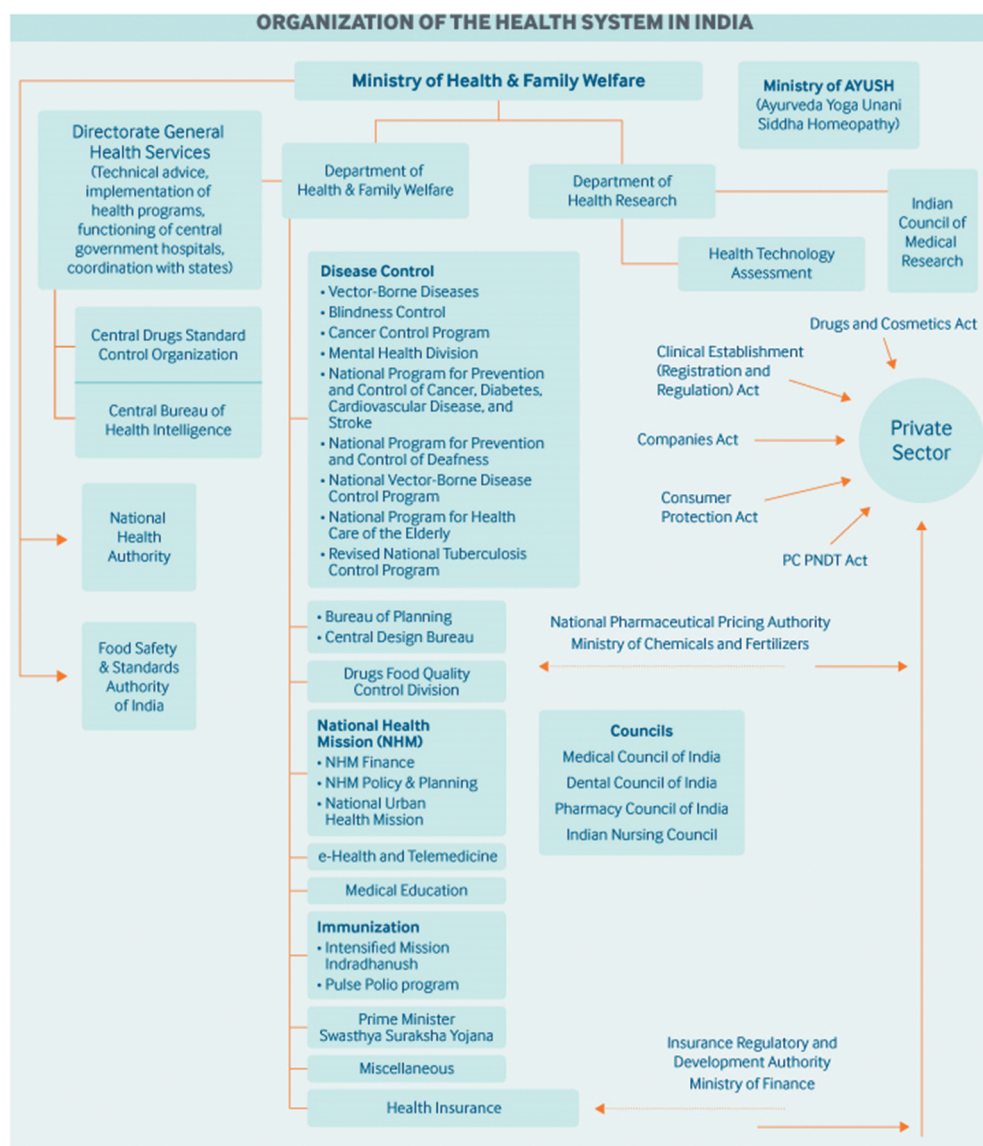 ORGANIZATION OF THE HEALTH SYSTEM IN INDIA
Ministry of Health & Family Welfare
Ministry of AYUSH
(Ayurveda Yoga Unani
Siddha Homeopathy)
Directorate General
Health Services
(Technical advice,
implementation of
health programs,
functioning of central
government hospitals,
coordination with states)
Department of
Health & Family Welfare
Department of
Health Research
Indian
Council of
Medical
Research
Health Technology
Assessment
Central Drugs Standard
Control Organization
Central Bureau of
Health Intelligence
National
Health
Authority
Food Safety
& Standards
Authority
of India
Disease Control
• Vector-Borne Diseases
• Blindness Control
• Cancer Control Program
• Mental Health Division
• National Program for Prevention
and Control of Cancer, Diabetes,
Cardiovascular Disease, and
Stroke
• National Program for Prevention
and Control of Deafness
• National Vector-Borne Disease
Control Program
• National Program for Health
Care of the Elderly
• Revised National Tuberculosis
Control Program
Drugs and Cosmetics Act
Clinical Establishment
(Registration and
Regulation) Act
Companies Act
Consumer
Protection Act
PC PNDT Act
Private
Sector
• Bureau of Planning
• Central Design Bureau
National Pharmaceutical Pricing Authority
Ministry of Chemicals and Fertilizers
Drugs Food Quality
Control Division
National Health
Mission (NHM)
• NHM Finance
• NHM Policy & Planning
• National Urban
Health Mission
Councils
Medical Council of India
Dental Council of India
Pharmacy Council of India
Indian Nursing Council
e-Health and Telemedicine
Medical Education
Immunization
• Intensified Mission
Indradhanush
• Pulse Polio program
Prime Minister
Swasthya Suraksha Yojana
Miscellaneous
Health Insurance
Insurance Regulatory and
Development Authority
Ministry of Finance